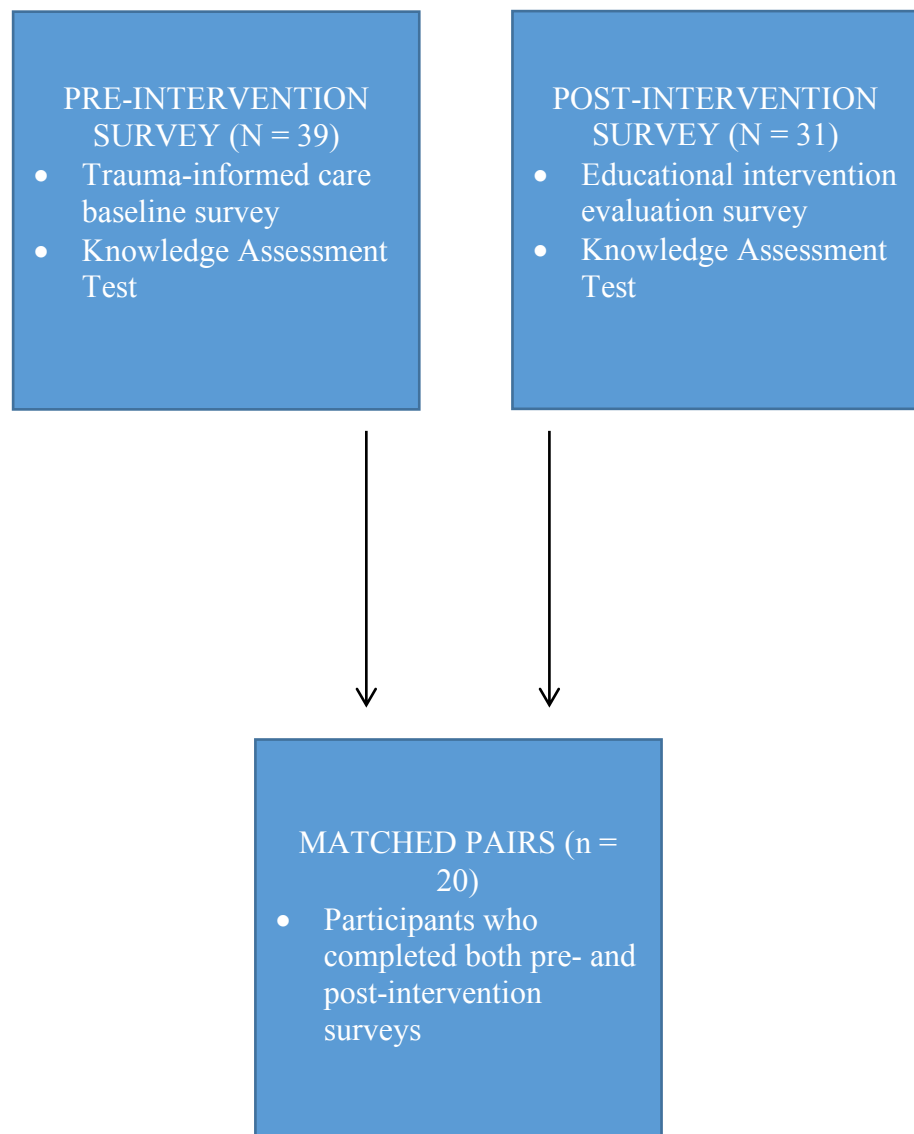 PRE-INTERVENTION
SURVEY (N = 39)
• Trauma-informed care
baseline survey
• Knowledge Assessment
Test
POST-INTERVENTION
SURVEY (N = 31)
• Educational intervention
evaluation survey
• Knowledge Assessment
Test
MATCHED PAIRS (n =
20)
• Participants who
completed both pre- and
post-intervention
surveys